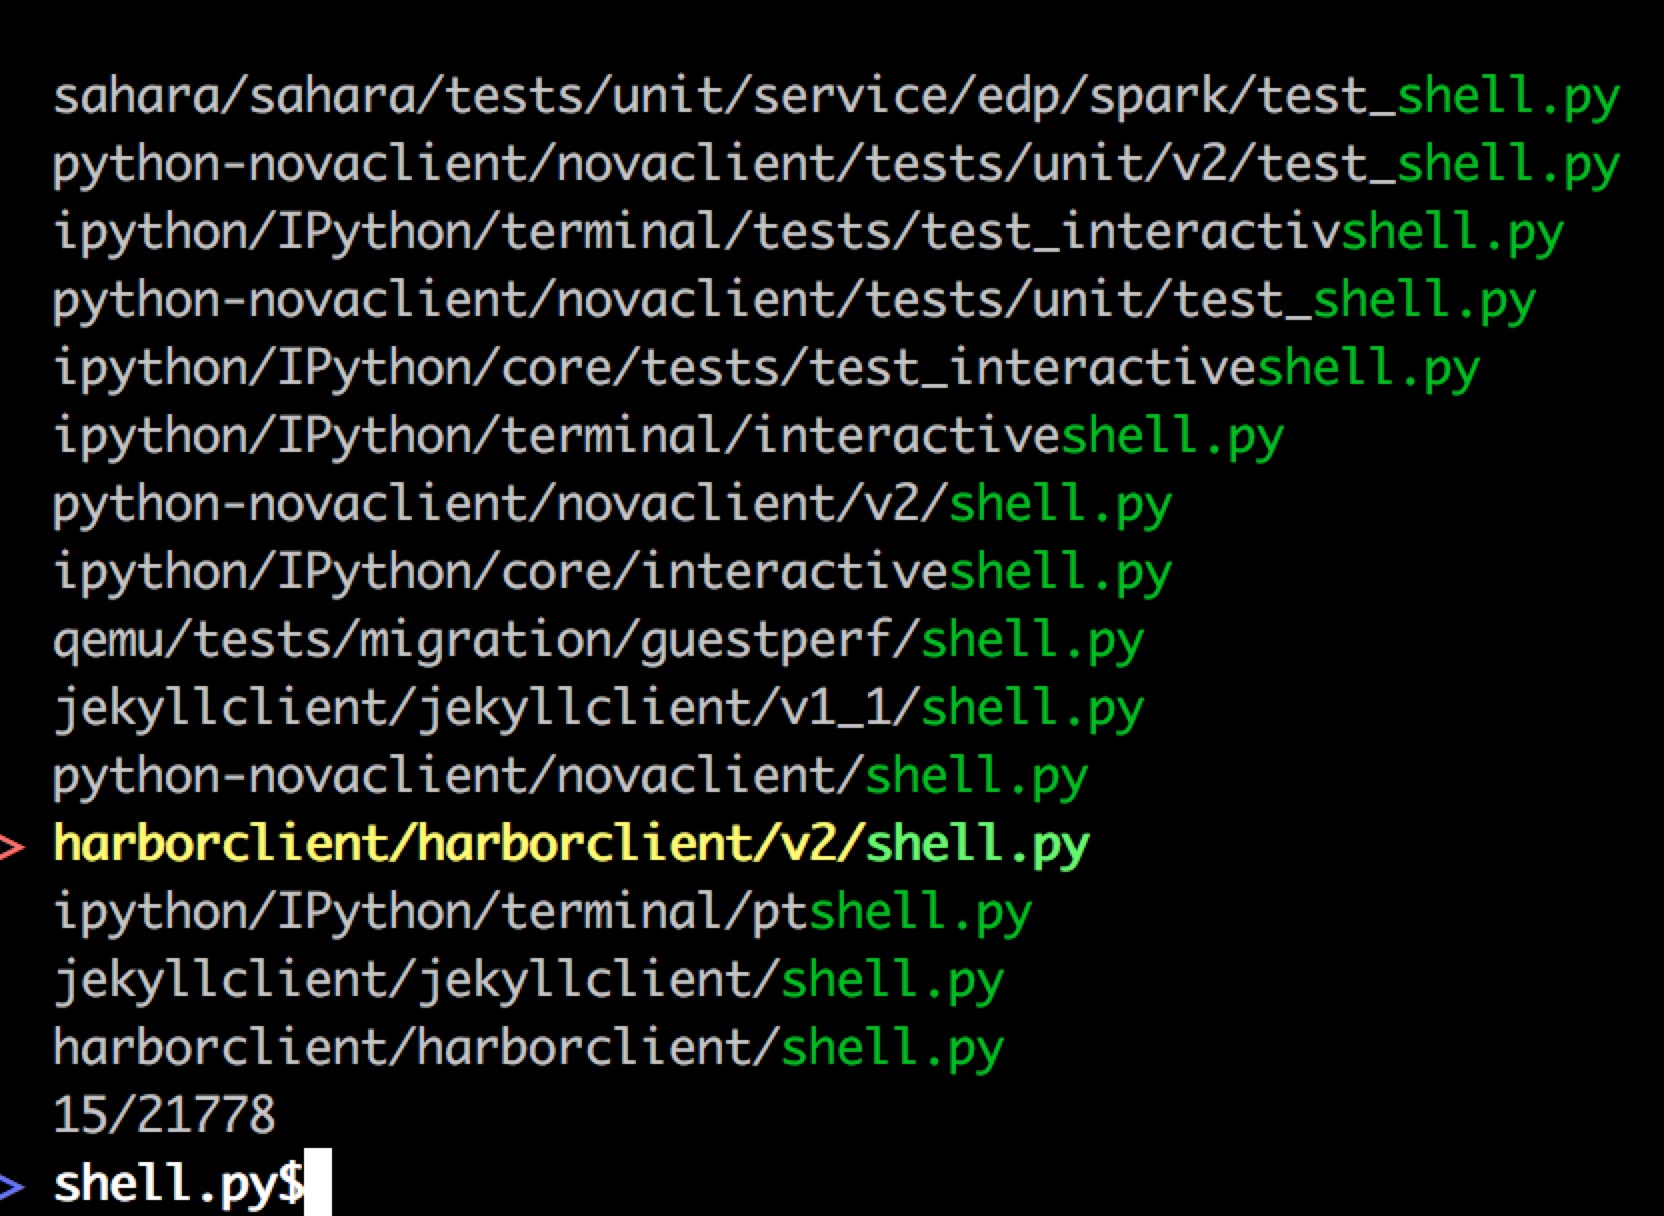 sahara/sahara/tests/unit/service/edp/spark/test_shell.py
python-novaclient/novaclient/tests/unit/v2/test_shell.py
ipython/IPython/terminal/tests/test_interactivshell.py
python-novaclient/novaclient/tests/unit/test_shell.py
ipython/IPython/core/tests/test_interactiveshell.py
ipython/IPython/terminal/interactiveshell.py
python-novaclient/novaclient/v2/shell.py
ipython/IPython/core/interactiveshell.py
qemu/tests/migration/guestperf/shell.py
jekyllclient/jekyllclient/v1_1/shell.py
python-novaclient/novaclient/shell.py
> harborclient/harborclient/v2/shell.py
ipython/IPython/terminal/ptshell.py
jekyllclient/jekyllclient/shell.py
harborclient/harborclient/shell.py
15/21778
> shell.py$